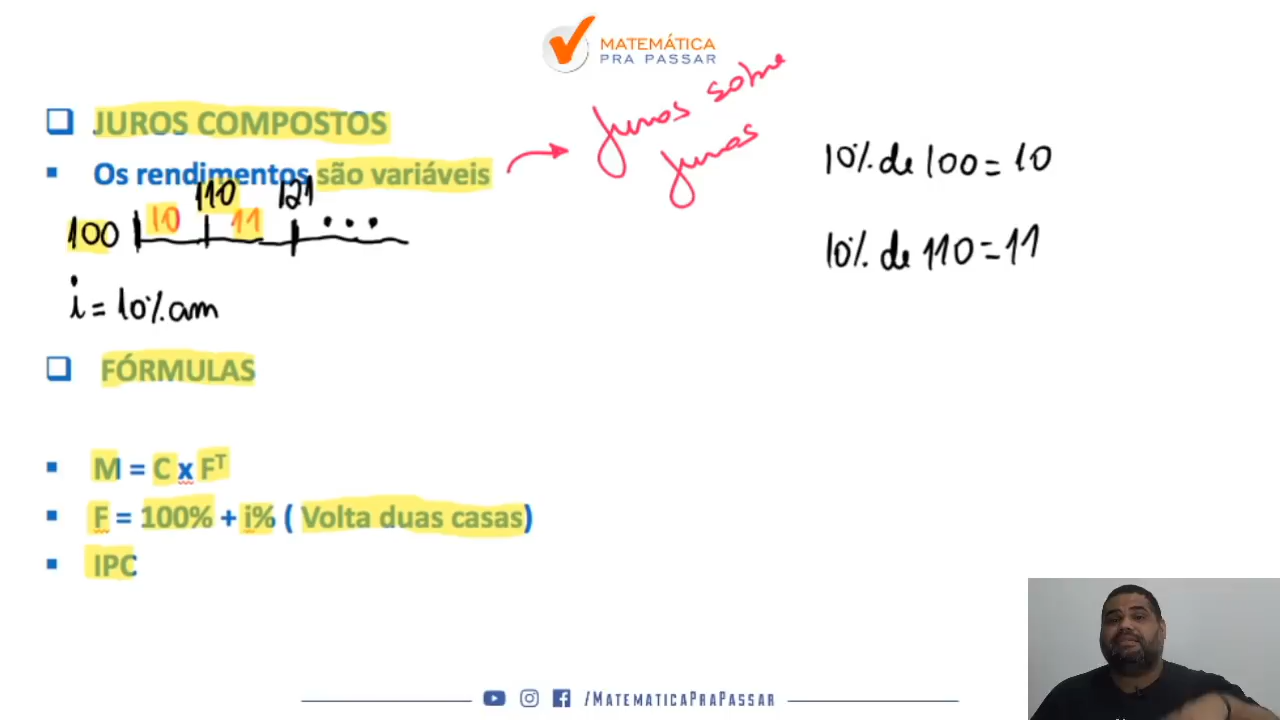 MATEMÁTICA
PRA PASSAR
JUROS COMPOSTOS
Os rendimentos são variáveis
Juros sobre
juros
10% de 100 = 10
110 121
100 10 11 ...
10% de 110 = 11
i = 10% am
FÓRMULAS
M = C x Fᵀ
F = 100% + i% ( Volta duas casas)
IPC
/MATEMATICAPRAPASSAR